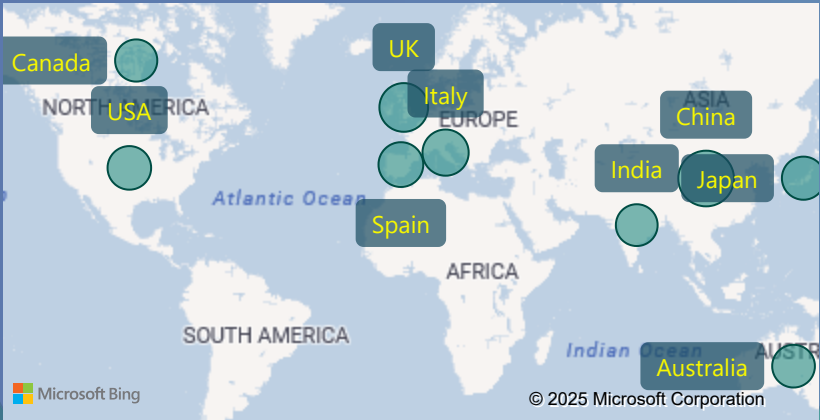 UK
Canada
Italy
NORTH AMERICA
USA
ASIA
China
EUROPE
India
Japan
Atlantic Ocean
Spain
AFRICA
SOUTH AMERICA
Indian Ocean
AUSTR
Australia
Microsoft Bing
© 2025 Microsoft Corporation